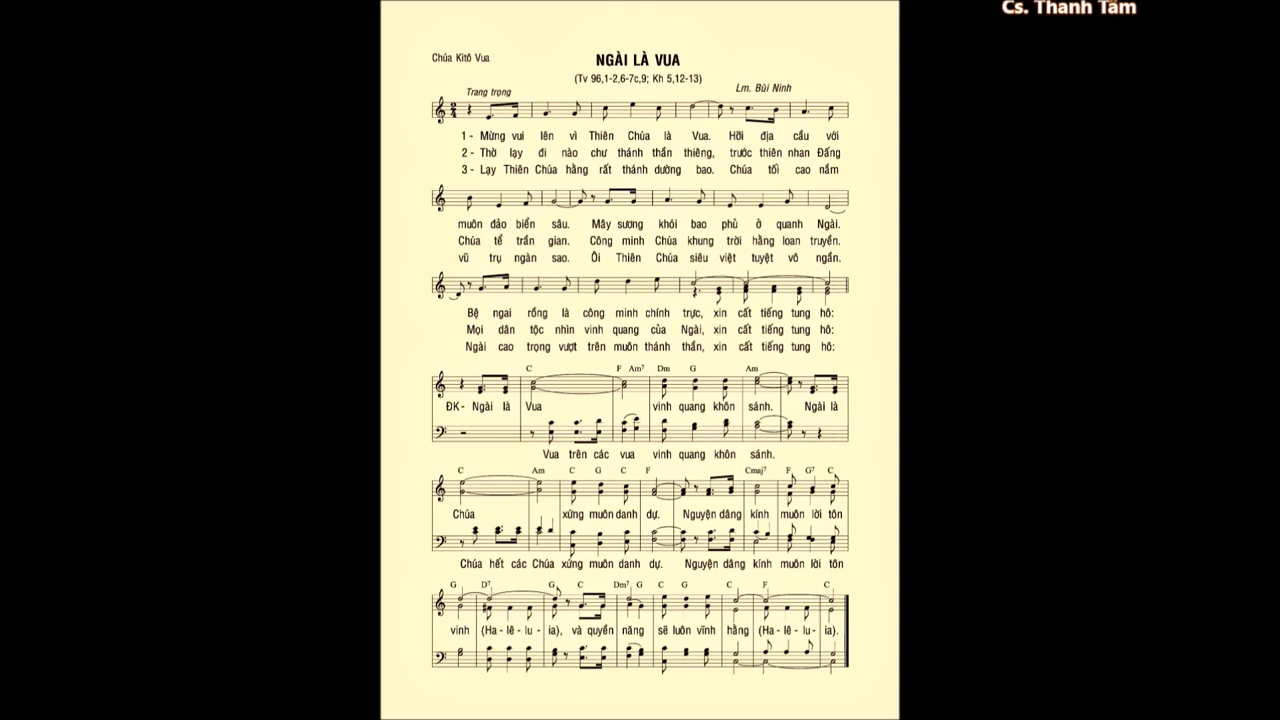 Cs. Thanh Tâm
Chúa Kitô Vua
NGÀI LÀ VUA
(Tv 96,1-2,6-7c,9; Kh 5,12-13)
Trang trọng
Lm. Bùi Ninh
1 - Mừng vui lên vì Thiên Chúa là Vua. Hỡi địa cầu với
2 - Thờ lạy đi nào chư thánh thần thiêng, trước thiên nhan Đấng
3 - Lạy Thiên Chúa hằng rất thánh dường bao. Chúa tối cao nắm
muôn đảo biển sâu. Mây sương khói bao phủ ở quanh Ngài.
Chúa tể trần gian. Công minh Chúa khung trời hằng loan truyền.
vũ trụ ngàn sao. Ôi Thiên Chúa siêu việt tuyệt vô ngần.
Bệ ngai rồng là công minh chính trực, xin cất tiếng tung hô:
Mọi dân tộc nhìn vinh quang của Ngài, xin cất tiếng tung hô:
Ngài cao trọng vượt trên muôn thánh thần, xin cất tiếng tung hô:
C F Am7 Dm G Am
ĐK- Ngài là Vua vinh quang khôn sánh. Ngài là
Vua trên các vua vinh quang khôn sánh.
C Am C G C F Cmaj7 F G7 C
Chúa xứng muôn danh dự. Nguyện dâng kính muôn lời tôn
Chúa hết các Chúa xứng muôn danh dự. Nguyện dâng kính muôn lời tôn
G D7 G C Dm7 G C G C F C
vinh (Ha - lê - lu - ia), và quyền năng sẽ luôn vĩnh hằng (Ha - lê - lu - ia).